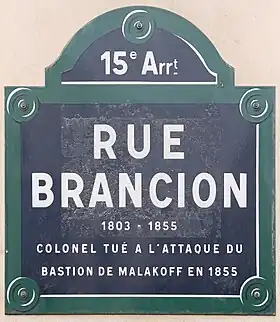 15e Arrt
RUE
BRANCION
1803 - 1855
COLONEL TUÉ A L'ATTAQUE DU
BASTION DE MALAKOFF EN 1855